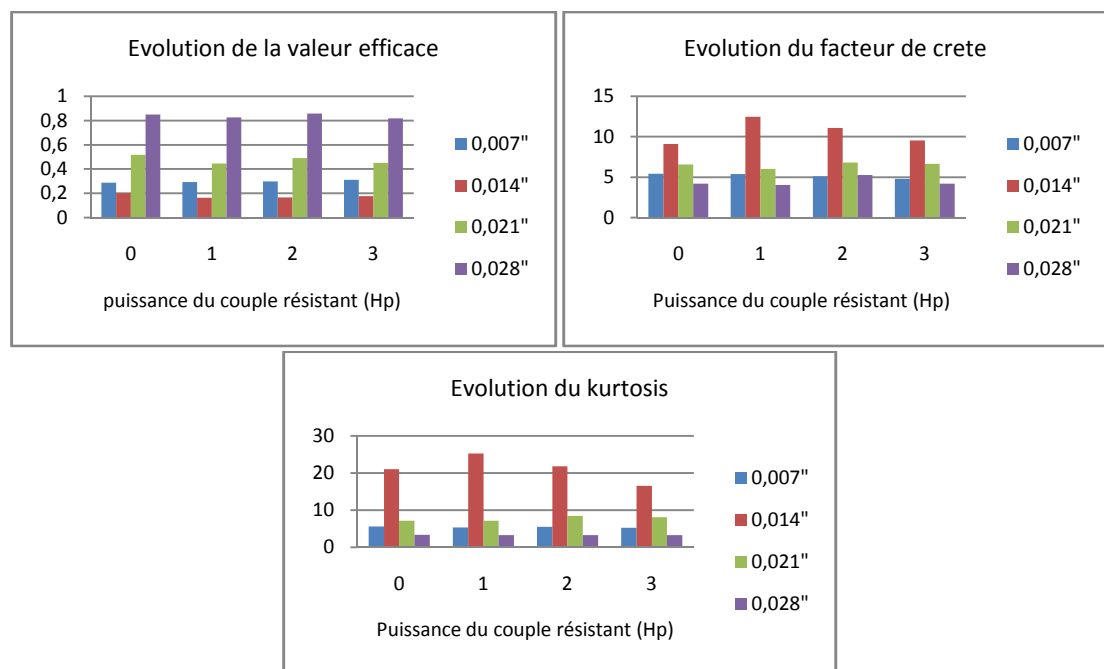 Evolution de la valeur efficace
1
0,8
0,6
0,4
0,2
0
0 1 2 3
puissance du couple résistant (Hp)
0,007"
0,014"
0,021"
0,028"
Evolution du facteur de crete
15
10
5
0
0 1 2 3
Puissance du couple résistant (Hp)
0,007"
0,014"
0,021"
0,028"
Evolution du kurtosis
30
20
10
0
0 1 2 3
Puissance du couple résistant (Hp)
0,007"
0,014"
0,021"
0,028"